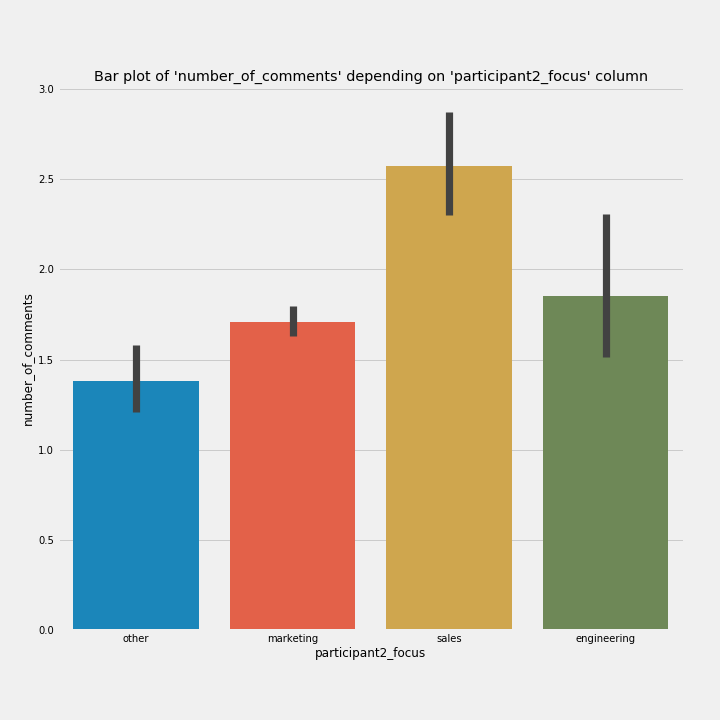 Bar plot of 'number_of_comments' depending on 'participant2_focus' column
3.0
2.5
2.0
1.5
1.0
0.5
0.0
number_of_comments
other marketing sales engineering
participant2_focus